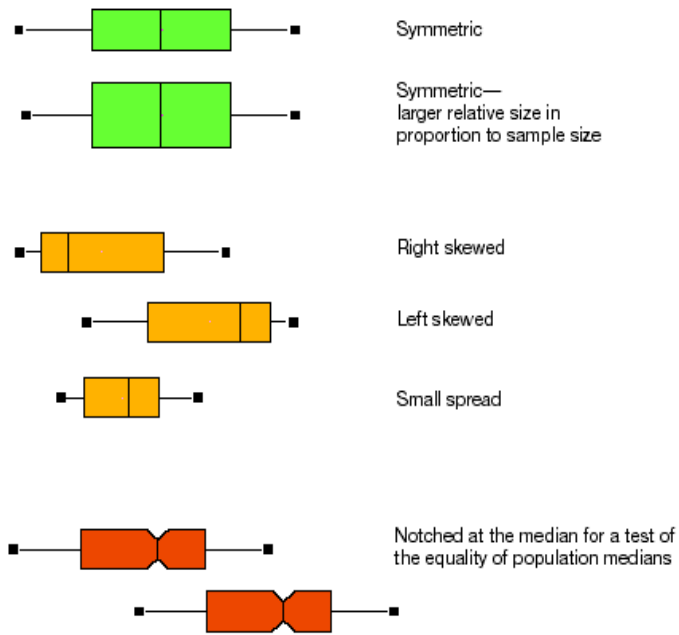 Symmetric
Symmetric—
larger relative size in
proportion to sample size
Right skewed
Left skewed
Small spread
Notched at the median for a test of
the equality of population medians